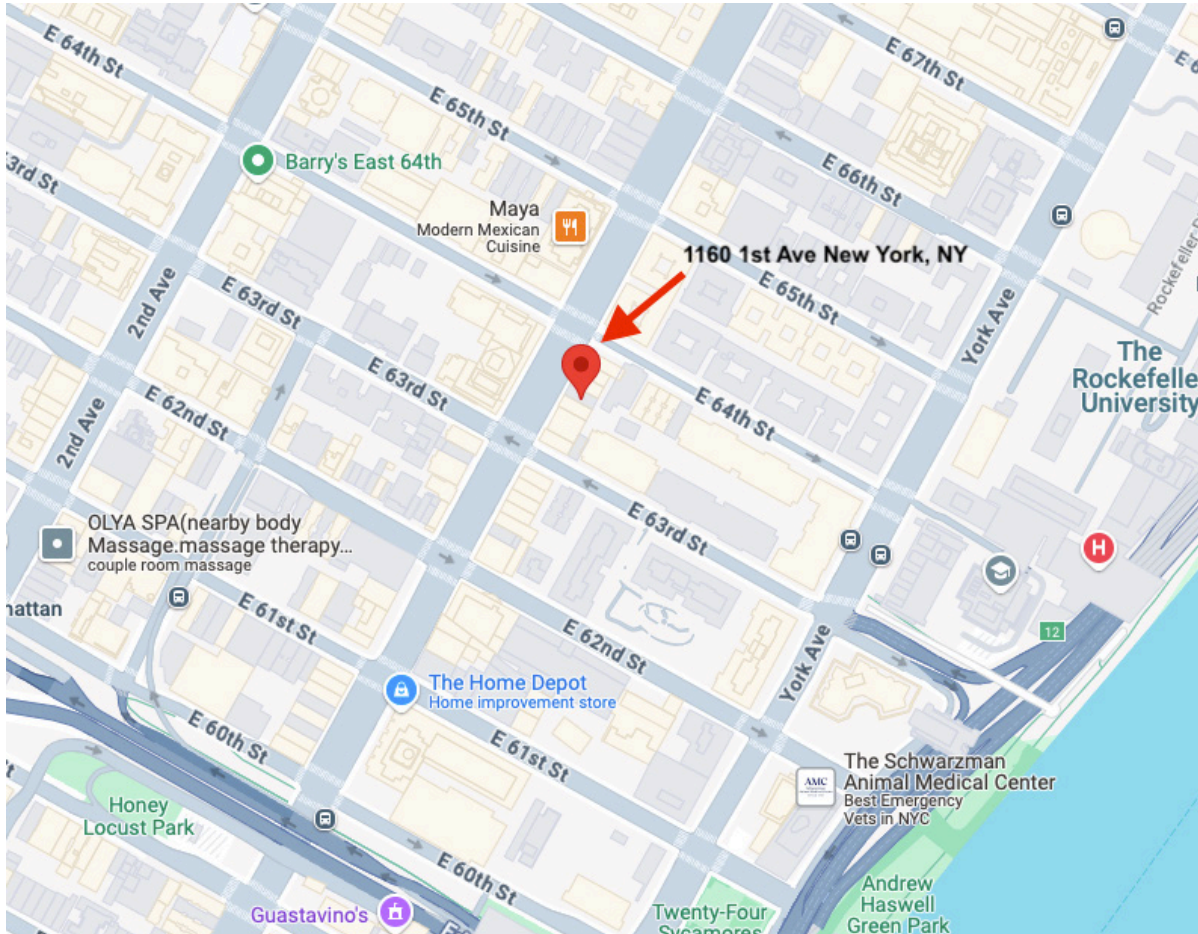 E 64th St
E 67th St
E 6
E 65th St
Barry's East 64th
E 66th St
3rd St
Maya
Modern Mexican
Cuisine
1160 1st Ave New York, NY
2nd Ave
E 63rd St
E 65th St
York Ave
The
Rockefelle
University
E 63rd St
E 64th St
E 62nd St
2nd Ave
OLYA SPA(nearby body
Massage.massage therapy...
couple room massage
E 63rd St
H
hattan
E 61st St
E 62nd St
12
York Ave
The Home Depot
Home improvement store
E 60th St
E 61st St
AMC
The Schwarzman
Animal Medical Center
Best Emergency
Vets in NYC
Honey
Locust Park
E 60th St
Guastavino's
Twenty-Four
Sycamores
Andrew
Haswell
Green Park